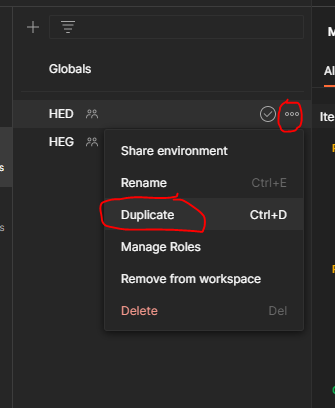 M
Globals
Al
HED
Ite
HEG
Share environment
s
Rename Ctrl+E
Duplicate Ctrl+D
s
Manage Roles
Remove from workspace
Delete Del